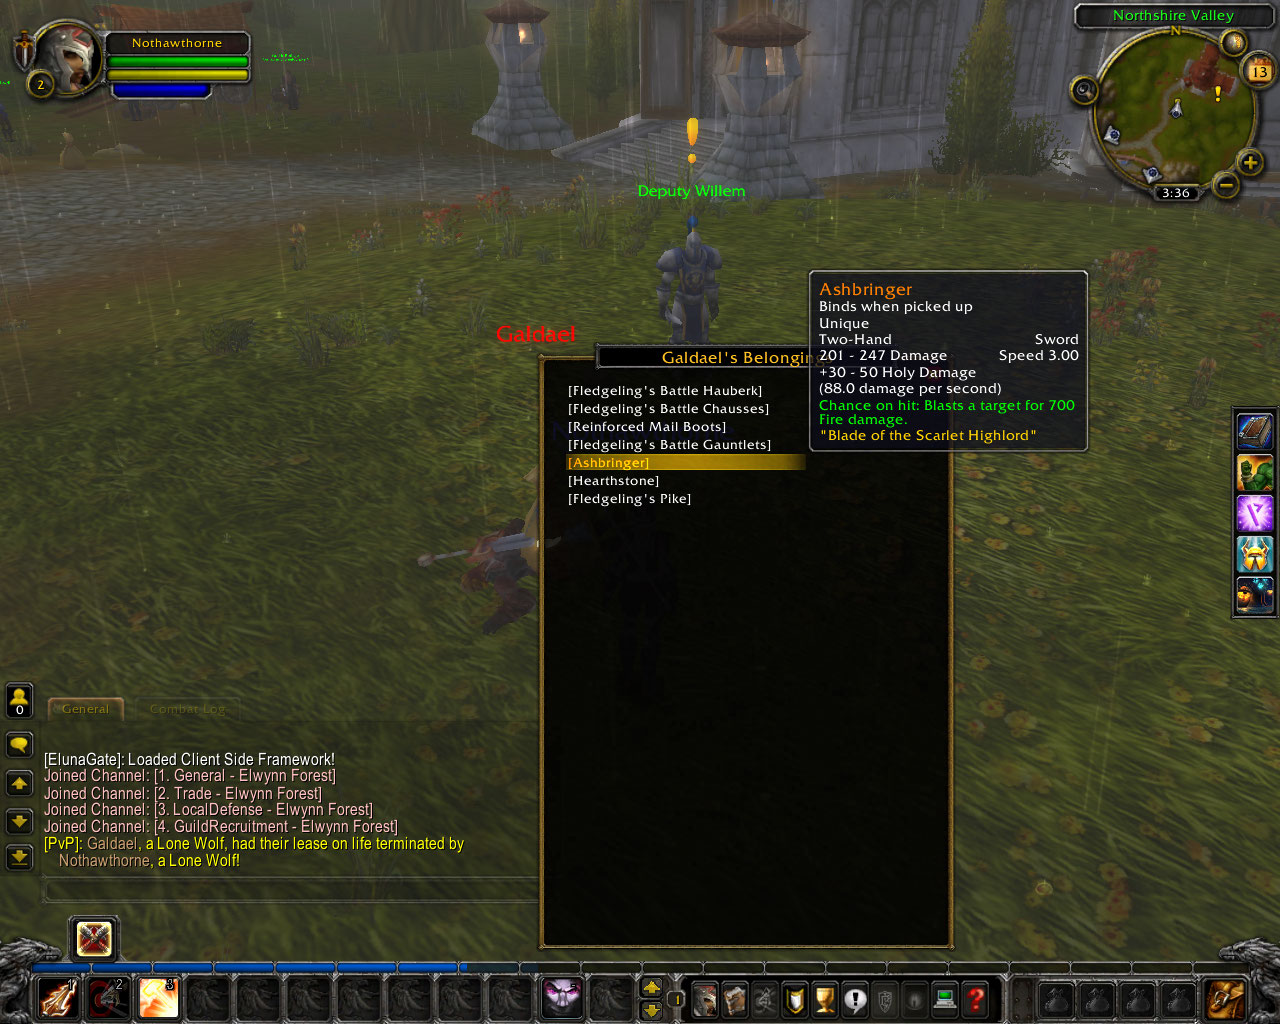 Nothawthorne
2
Northshire Valley
N
13
3:36
Deputy Willem
Galdael
Galdael's Belongin
[Fledgeling's Battle Hauberk]
[Fledgeling's Battle Chausses]
[Reinforced Mail Boots]
[Fledgeling's Battle Gauntlets]
[Ashbringer]
[Hearthstone]
[Fledgeling's Pike]
Ashbringer
Binds when picked up
Unique
Two-Hand Sword
201 - 247 Damage Speed 3.00
+30 - 50 Holy Damage
(88.0 damage per second)
Chance on hit: Blasts a target for 700
Fire damage.
"Blade of the Scarlet Highlord"
0
General Combat Log
[ElunaGate]: Loaded Client Side Framework!
Joined Channel: [1. General - Elwynn Forest]
Joined Channel: [2. Trade - Elwynn Forest]
Joined Channel: [3. LocalDefense - Elwynn Forest]
Joined Channel: [4. GuildRecruitment - Elwynn Forest]
[PvP]: Galdael, a Lone Wolf, had their lease on life terminated by
Nothawthorne, a Lone Wolf!
1 2 3 1